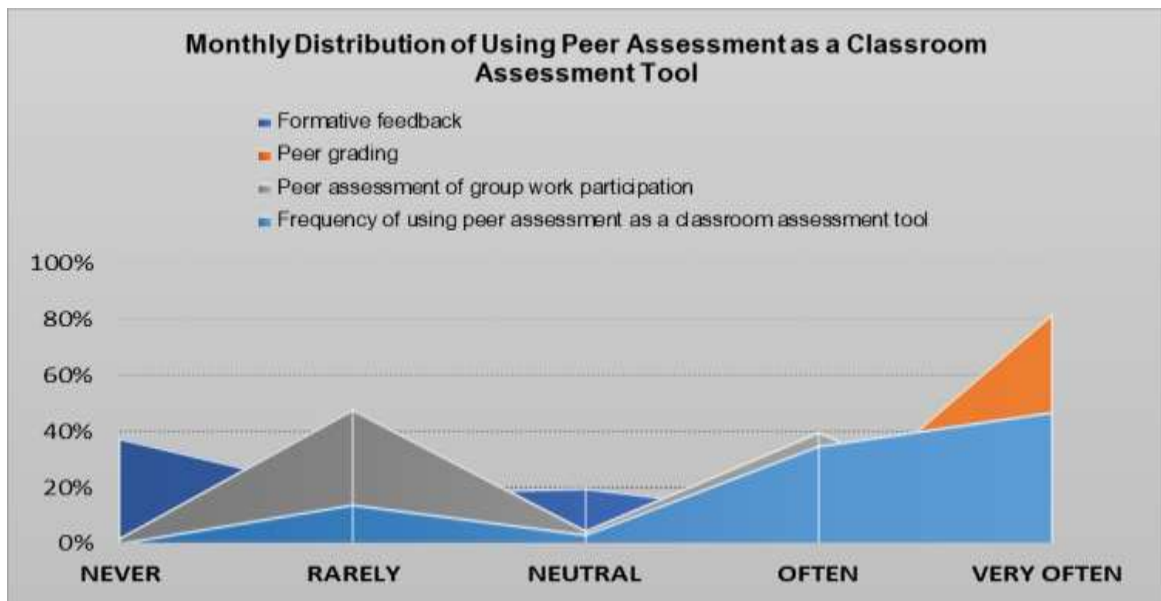 Monthly Distribution of Using Peer Assessment as a Classroom
Assessment Tool
Formative feedback
Peer grading
Peer assessment of group work participation
Frequency of using peer assessment as a classroom assessment tool
100%
80%
60%
40%
20%
0%
NEVER RARELY NEUTRAL OFTEN VERY OFTEN